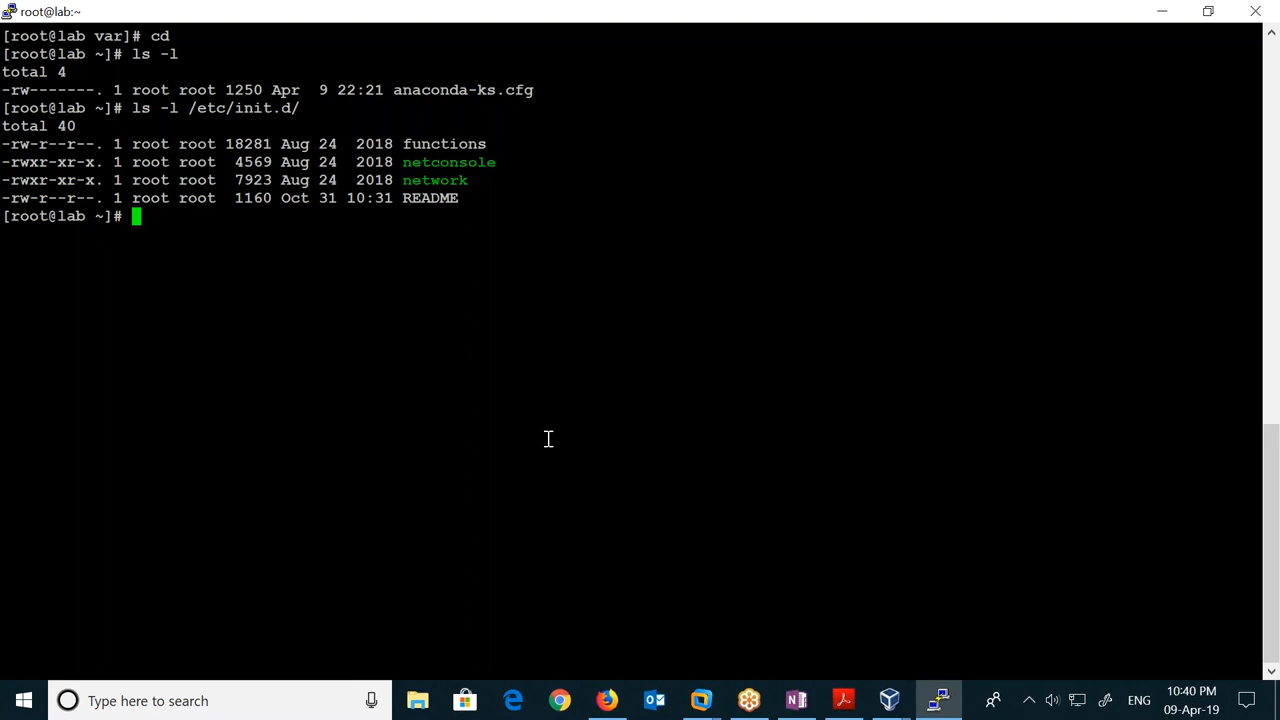 root@lab:~
[root@lab var]# cd
[root@lab ~]# ls -l
total 4
-rw-------. 1 root root 1250 Apr  9 22:21 anaconda-ks.cfg
[root@lab ~]# ls -l /etc/init.d/
total 40
-rw-r--r--. 1 root root 18281 Aug 24  2018 functions
-rwxr-xr-x. 1 root root  4569 Aug 24  2018 netconsole
-rwxr-xr-x. 1 root root  7923 Aug 24  2018 network
-rw-r--r--. 1 root root  1160 Oct 31 10:31 README
[root@lab ~]#
Type here to search
ENG
10:40 PM
09-Apr-19